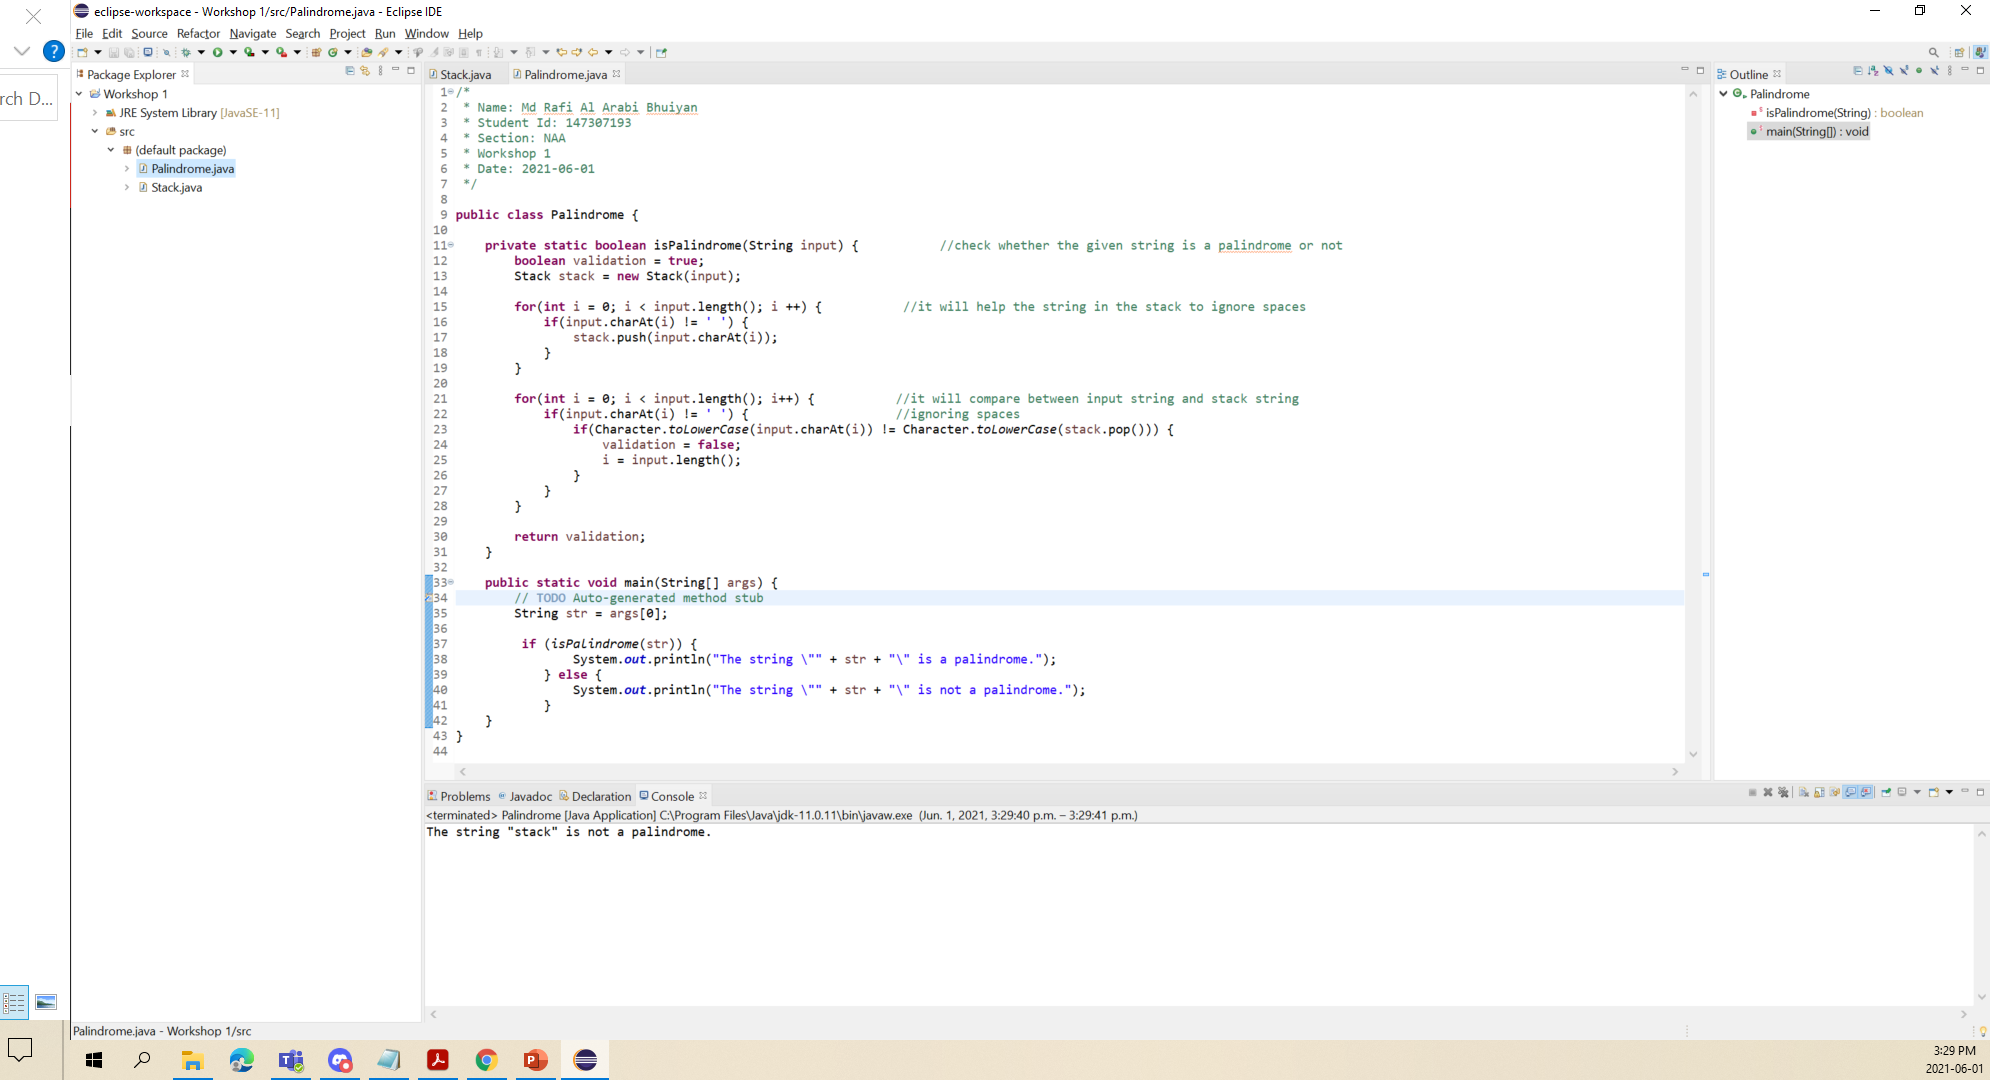 eclipse-workspace - Workshop 1/src/Palindrome.java - Eclipse IDE
File Edit Source Refactor Navigate Search Project Run Window Help
rch D...
Package Explorer
Workshop 1
JRE System Library [JavaSE-11]
src
(default package)
Palindrome.java
Stack.java
Stack.java Palindrome.java
1 /*
2  * Name: Md Rafi Al Arabi Bhuiyan
3  * Student Id: 147307193
4  * Section: NAA
5  * Workshop 1
6  * Date: 2021-06-01
7  */
8
9 public class Palindrome {
10
11     private static boolean isPalindrome(String input) {           //check whether the given string is a palindrome or not
12         boolean validation = true;
13         Stack stack = new Stack(input);
14
15         for(int i = 0; i < input.length(); i ++) {           //it will help the string in the stack to ignore spaces
16             if(input.charAt(i) != ' ') {
17                 stack.push(input.charAt(i));
18             }
19         }
20
21         for(int i = 0; i < input.length(); i++) {           //it will compare between input string and stack string
22             if(input.charAt(i) != ' ') {                    //ignoring spaces
23                 if(Character.toLowerCase(input.charAt(i)) != Character.toLowerCase(stack.pop())) {
24                     validation = false;
25                     i = input.length();
26                 }
27             }
28         }
29
30         return validation;
31     }
32
33     public static void main(String[] args) {
34         // TODO Auto-generated method stub
35         String str = args[0];
36
37          if (isPalindrome(str)) {
38                 System.out.println("The string \"" + str + "\" is a palindrome.");
39             } else {
40                 System.out.println("The string \"" + str + "\" is not a palindrome.");
41             }
42     }
43 }
44
Outline
Palindrome
isPalindrome(String) : boolean
main(String[]) : void
Problems Javadoc Declaration Console
<terminated> Palindrome [Java Application] C:\Program Files\Java\jdk-11.0.11\bin\javaw.exe (Jun. 1, 2021, 3:29:40 p.m. – 3:29:41 p.m.)
The string "stack" is not a palindrome.
Palindrome.java - Workshop 1/src
3:29 PM
2021-06-01